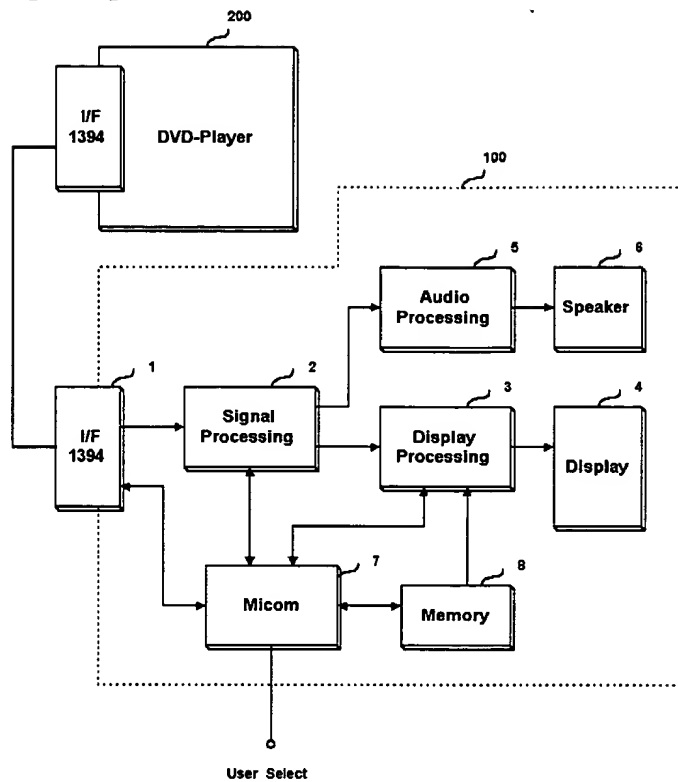 200
I/F
1394
DVD-Player
100
5
Audio
Processing
6
Speaker
1
I/F
1394
2
Signal
Processing
3
Display
Processing
4
Display
7
Micom
8
Memory
User Select